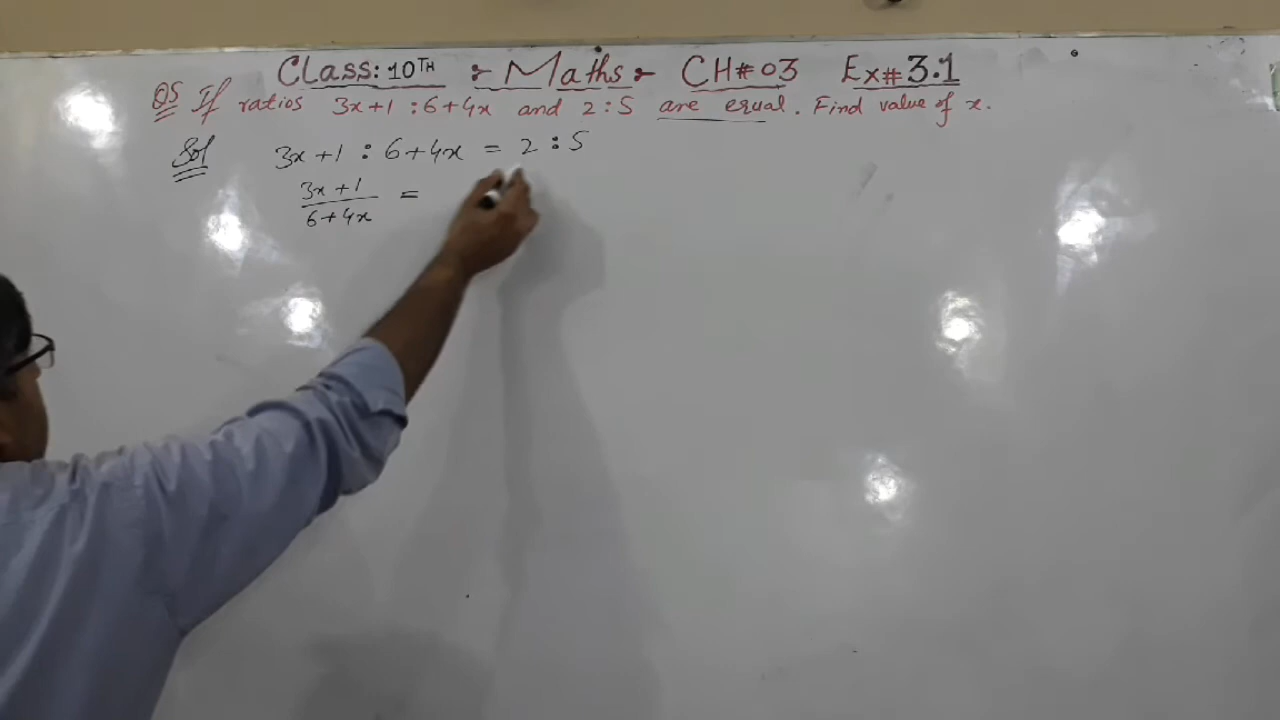 Class: 10TH :- Maths:- CH# 03 Ex# 3.1
Q5 If ratios 3x+1 : 6+4x and 2:5 are equal. Find value of x.
Sol 3x+1 : 6+4x = 2:5
3x+1 =
6+4x